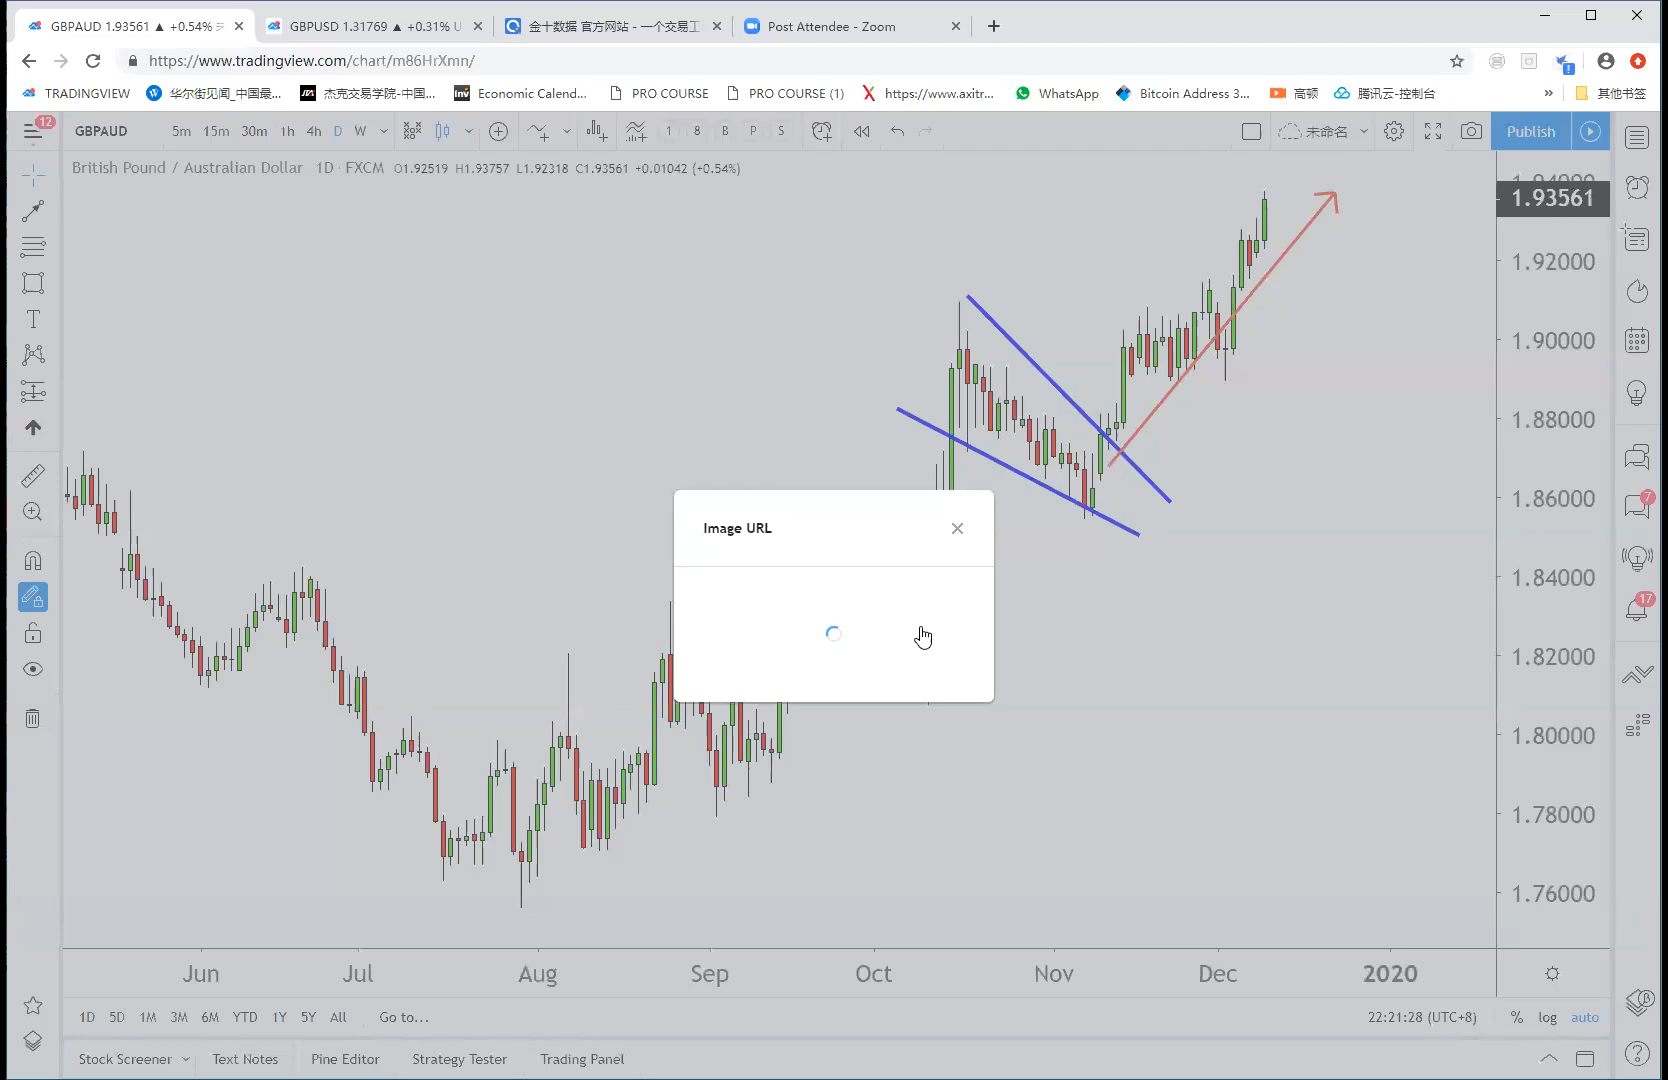 GBPAUD 1.93561 ▲ +0.54%
GBPUSD 1.31769 ▲ +0.31% U
金十数据 官方网站 - 一个交易工
Post Attendee - Zoom
https://www.tradingview.com/chart/m86HrXmn/
TRADINGVIEW
华尔街见闻_中国最...
杰克交易学院-中国...
Inv
Economic Calend...
PRO COURSE
PRO COURSE (1)
https://www.axitr...
WhatsApp
Bitcoin Address 3...
高顿
腾讯云-控制台
»
其他书签
12
GBPAUD
5m 15m 30m 1h 4h D W
1 8 B P S
未命名
Publish
British Pound / Australian Dollar 1D · FXCM O1.92519 H1.93757 L1.92318 C1.93561 +0.01042 (+0.54%)
1.94000
1.93561
1.92000
1.90000
1.88000
1.86000
1.84000
1.82000
1.80000
1.78000
1.76000
Image URL
7
17
Jun Jul Aug Sep Oct Nov Dec 2020
1D 5D 1M 3M 6M YTD 1Y 5Y All Go to...
22:21:28 (UTC+8) % log auto
Stock Screener Text Notes Pine Editor Strategy Tester Trading Panel